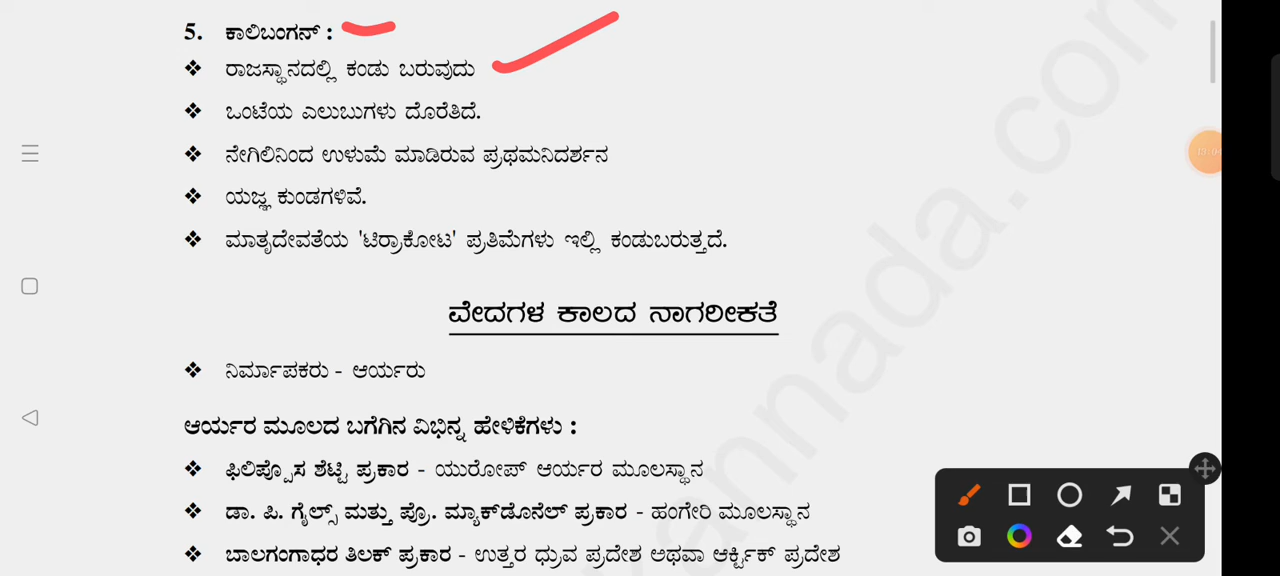 5. ಕಾಲಿಬಂಗನ್ :
❖ ರಾಜಸ್ಥಾನದಲ್ಲಿ ಕಂಡು ಬರುವುದು
❖ ಒಂಟೆಯ ಎಲುಬುಗಳು ದೊರೆತಿದೆ.
❖ ನೇಗಿಲಿನಿಂದ ಉಳುಮೆ ಮಾಡಿರುವ ಪ್ರಥಮನಿದರ್ಶನ
❖ ಯಜ್ಞ ಕುಂಡಗಳಿವೆ.
❖ ಮಾತೃದೇವತೆಯ 'ಟಿರ್ರಾಕೋಟ' ಪ್ರತಿಮೆಗಳು ಇಲ್ಲಿ ಕಂಡುಬರುತ್ತದೆ.
ವೇದಗಳ ಕಾಲದ ನಾಗರೀಕತೆ
❖ ನಿರ್ಮಾಪಕರು - ಆರ್ಯರು
ಆರ್ಯರ ಮೂಲದ ಬಗೆಗಿನ ವಿಭಿನ್ನ ಹೇಳಿಕೆಗಳು :
❖ ಫಿಲಿಪ್ಪೊಸ ಶೆಟ್ಟಿ ಪ್ರಕಾರ - ಯುರೋಪ್ ಆರ್ಯರ ಮೂಲಸ್ಥಾನ
❖ ಡಾ. ಪಿ. ಗೈಲ್ಸ್ ಮತ್ತು ಪ್ರೊ. ಮ್ಯಾಕ್‌ಡೊನೆಲ್ ಪ್ರಕಾರ - ಹಂಗೇರಿ ಮೂಲಸ್ಥಾನ
❖ ಬಾಲಗಂಗಾಧರ ತಿಲಕ್ ಪ್ರಕಾರ - ಉತ್ತರ ಧ್ರುವ ಪ್ರದೇಶ ಅಥವಾ ಆರ್ಕ್ಟಿಕ್ ಪ್ರದೇಶ